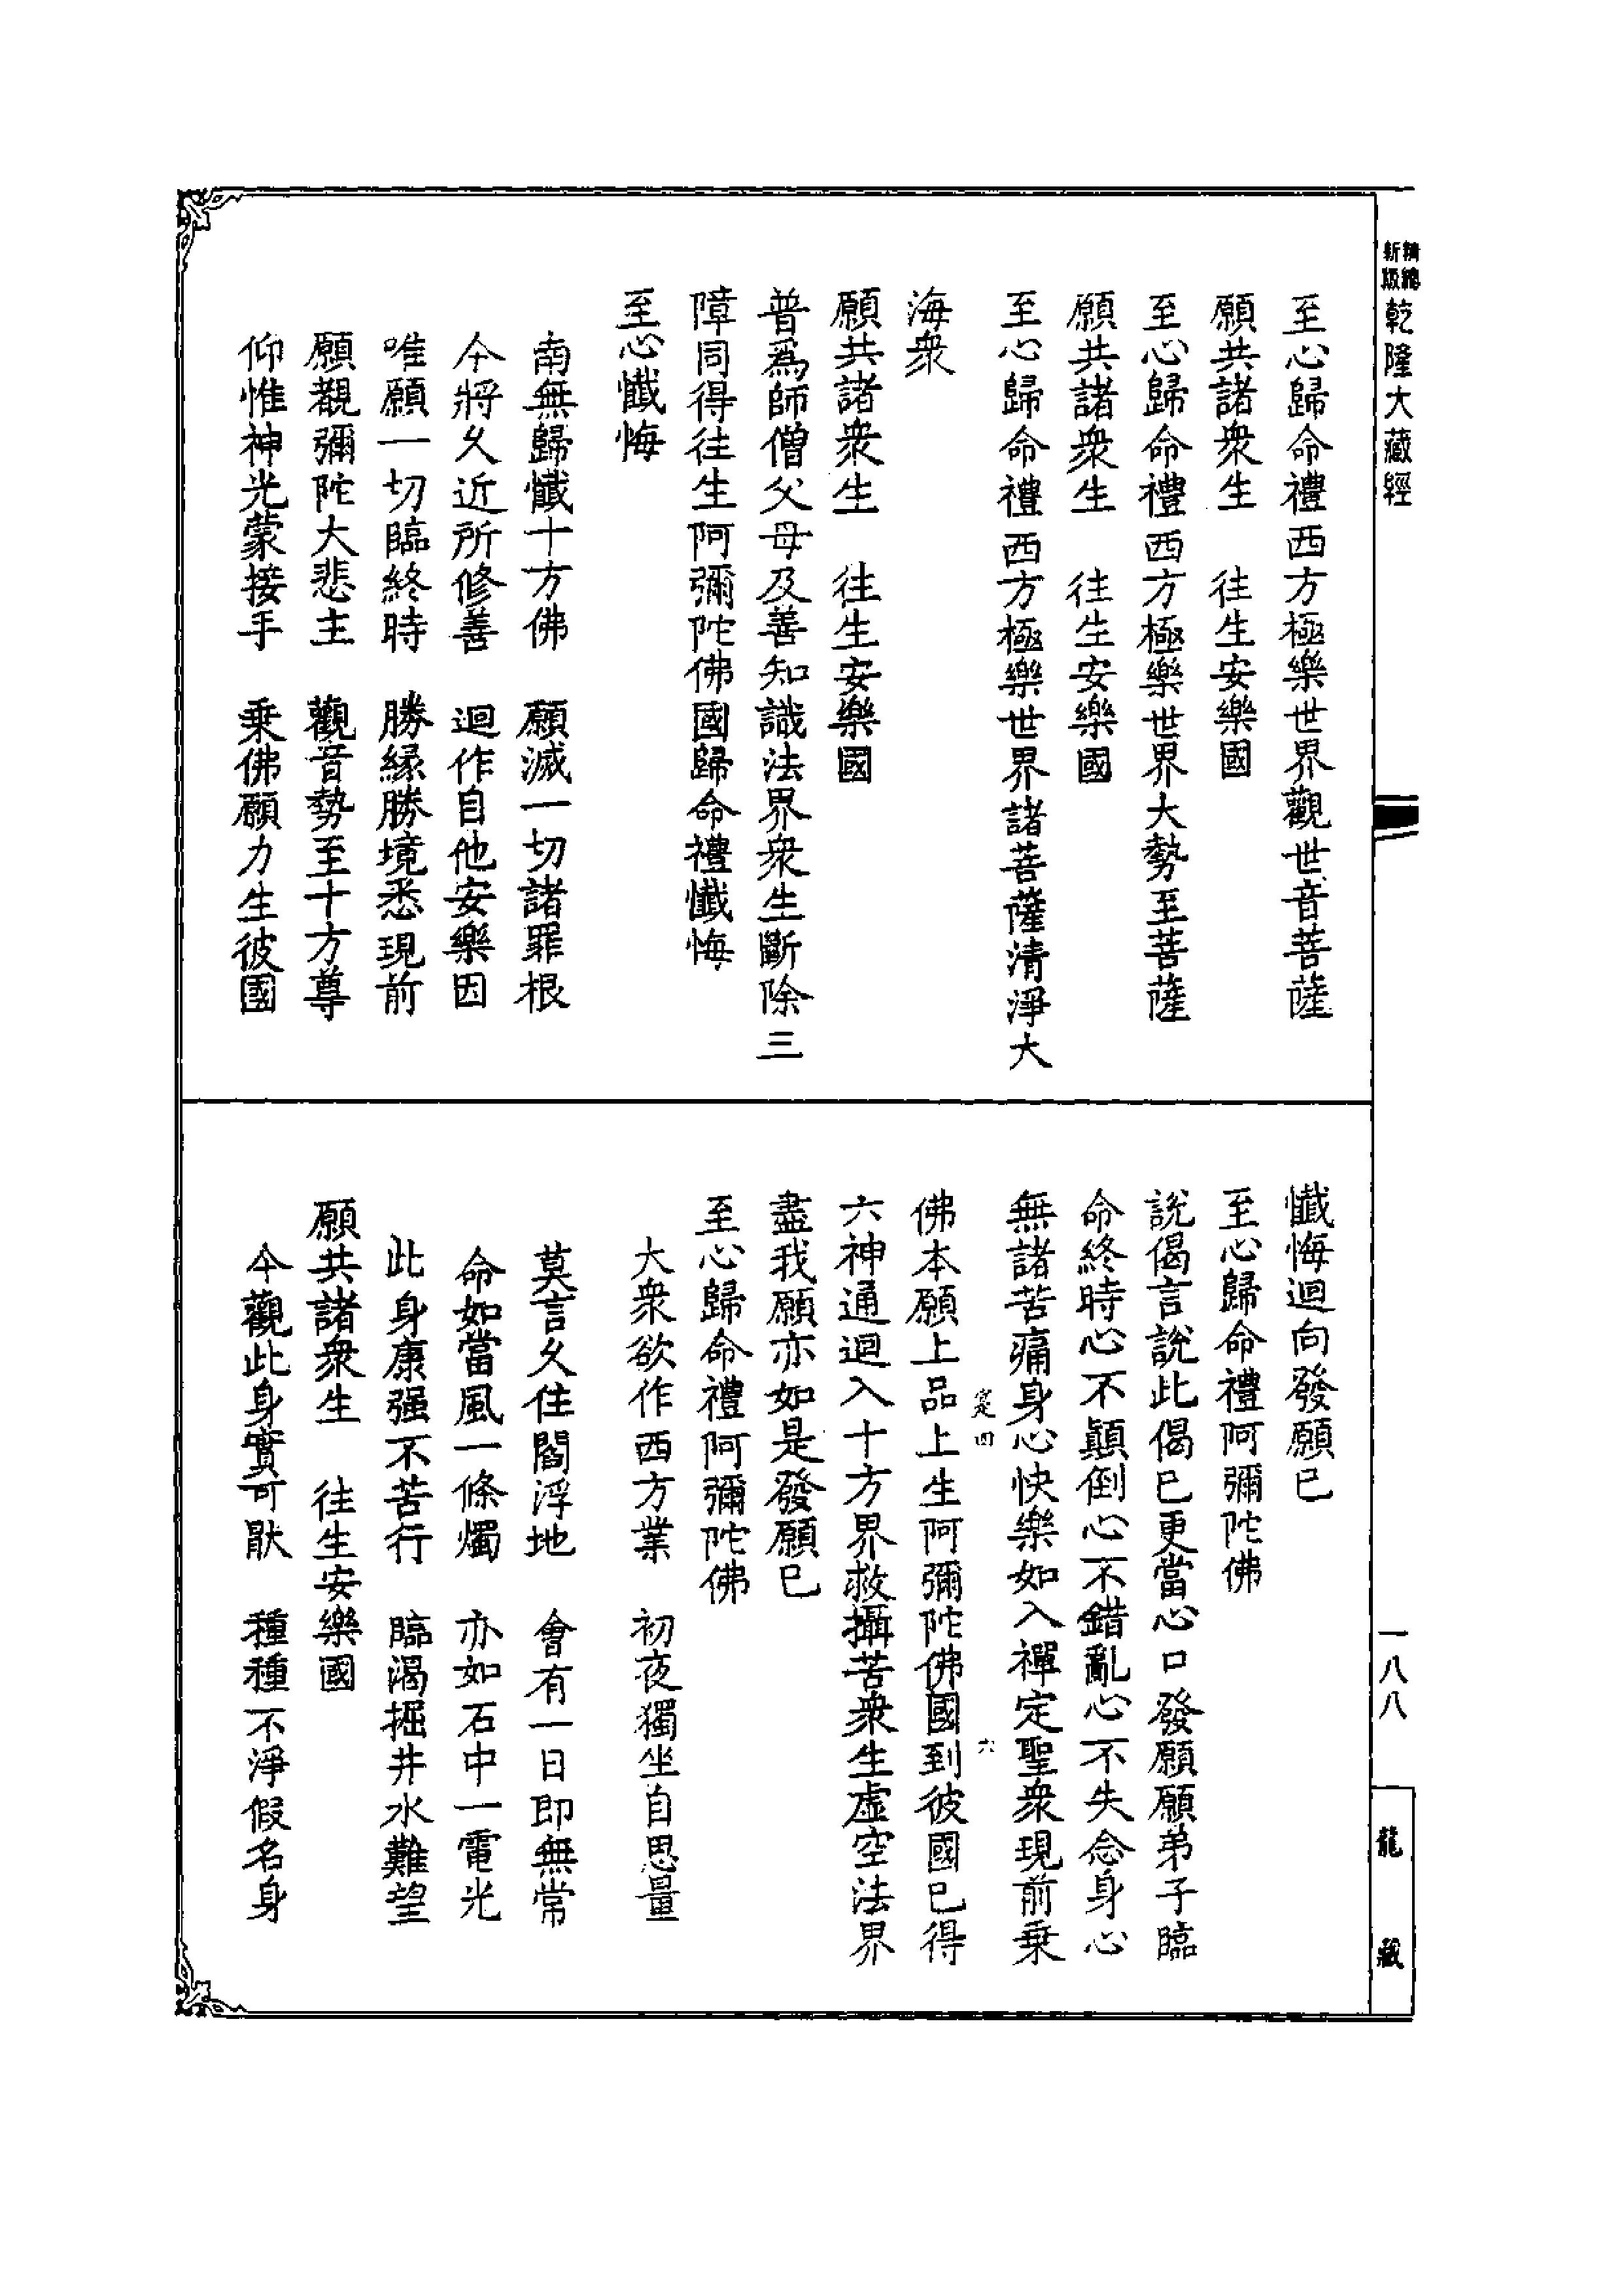 新編縮版乾隆大藏經
至心歸命禮西方極樂世界觀世音菩薩
願共諸衆生　往生安樂國
至心歸命禮西方極樂世界大勢至菩薩
願共諸衆生　往生安樂國
至心歸命禮西方極樂世界諸菩薩清淨大
海衆
願共諸衆生　往生安樂國
普爲師僧父母及善知識法界衆生斷除三
障同得往生阿彌陀佛國歸命禮懺悔
至心懺悔
南無歸懺十方佛　願滅一切諸罪根
今將久近所修善　迴作自他安樂因
唯願一切臨終時　勝緣勝境悉現前
願覩彌陀大悲主　觀音勢至十方尊
仰惟神光蒙接手　乗佛願力生彼國
懺悔迴向發願已
至心歸命禮阿彌陀佛
說偈言說此偈已更當心口發願願弟子臨
命終時心不顚倒心不錯亂心不失念身心
無諸苦痛身心快樂如入禪定聖衆現前乗
定四　六
佛本願上品上生阿彌陀佛國到彼國已得
六神通迴入十方界救攝苦衆生虛空法界
盡我願亦如是發願已
至心歸命禮阿彌陀佛
大衆欲作西方業　初夜獨坐自思量
莫言久住閻浮地　會有一日即無常
命如當風一條燭　亦如石中一電光
此身康强不苦行　臨渴掘井水難望
願共諸衆生　往生安樂國
今觀此身實可猒　種種不淨假名身
一八八
龍藏